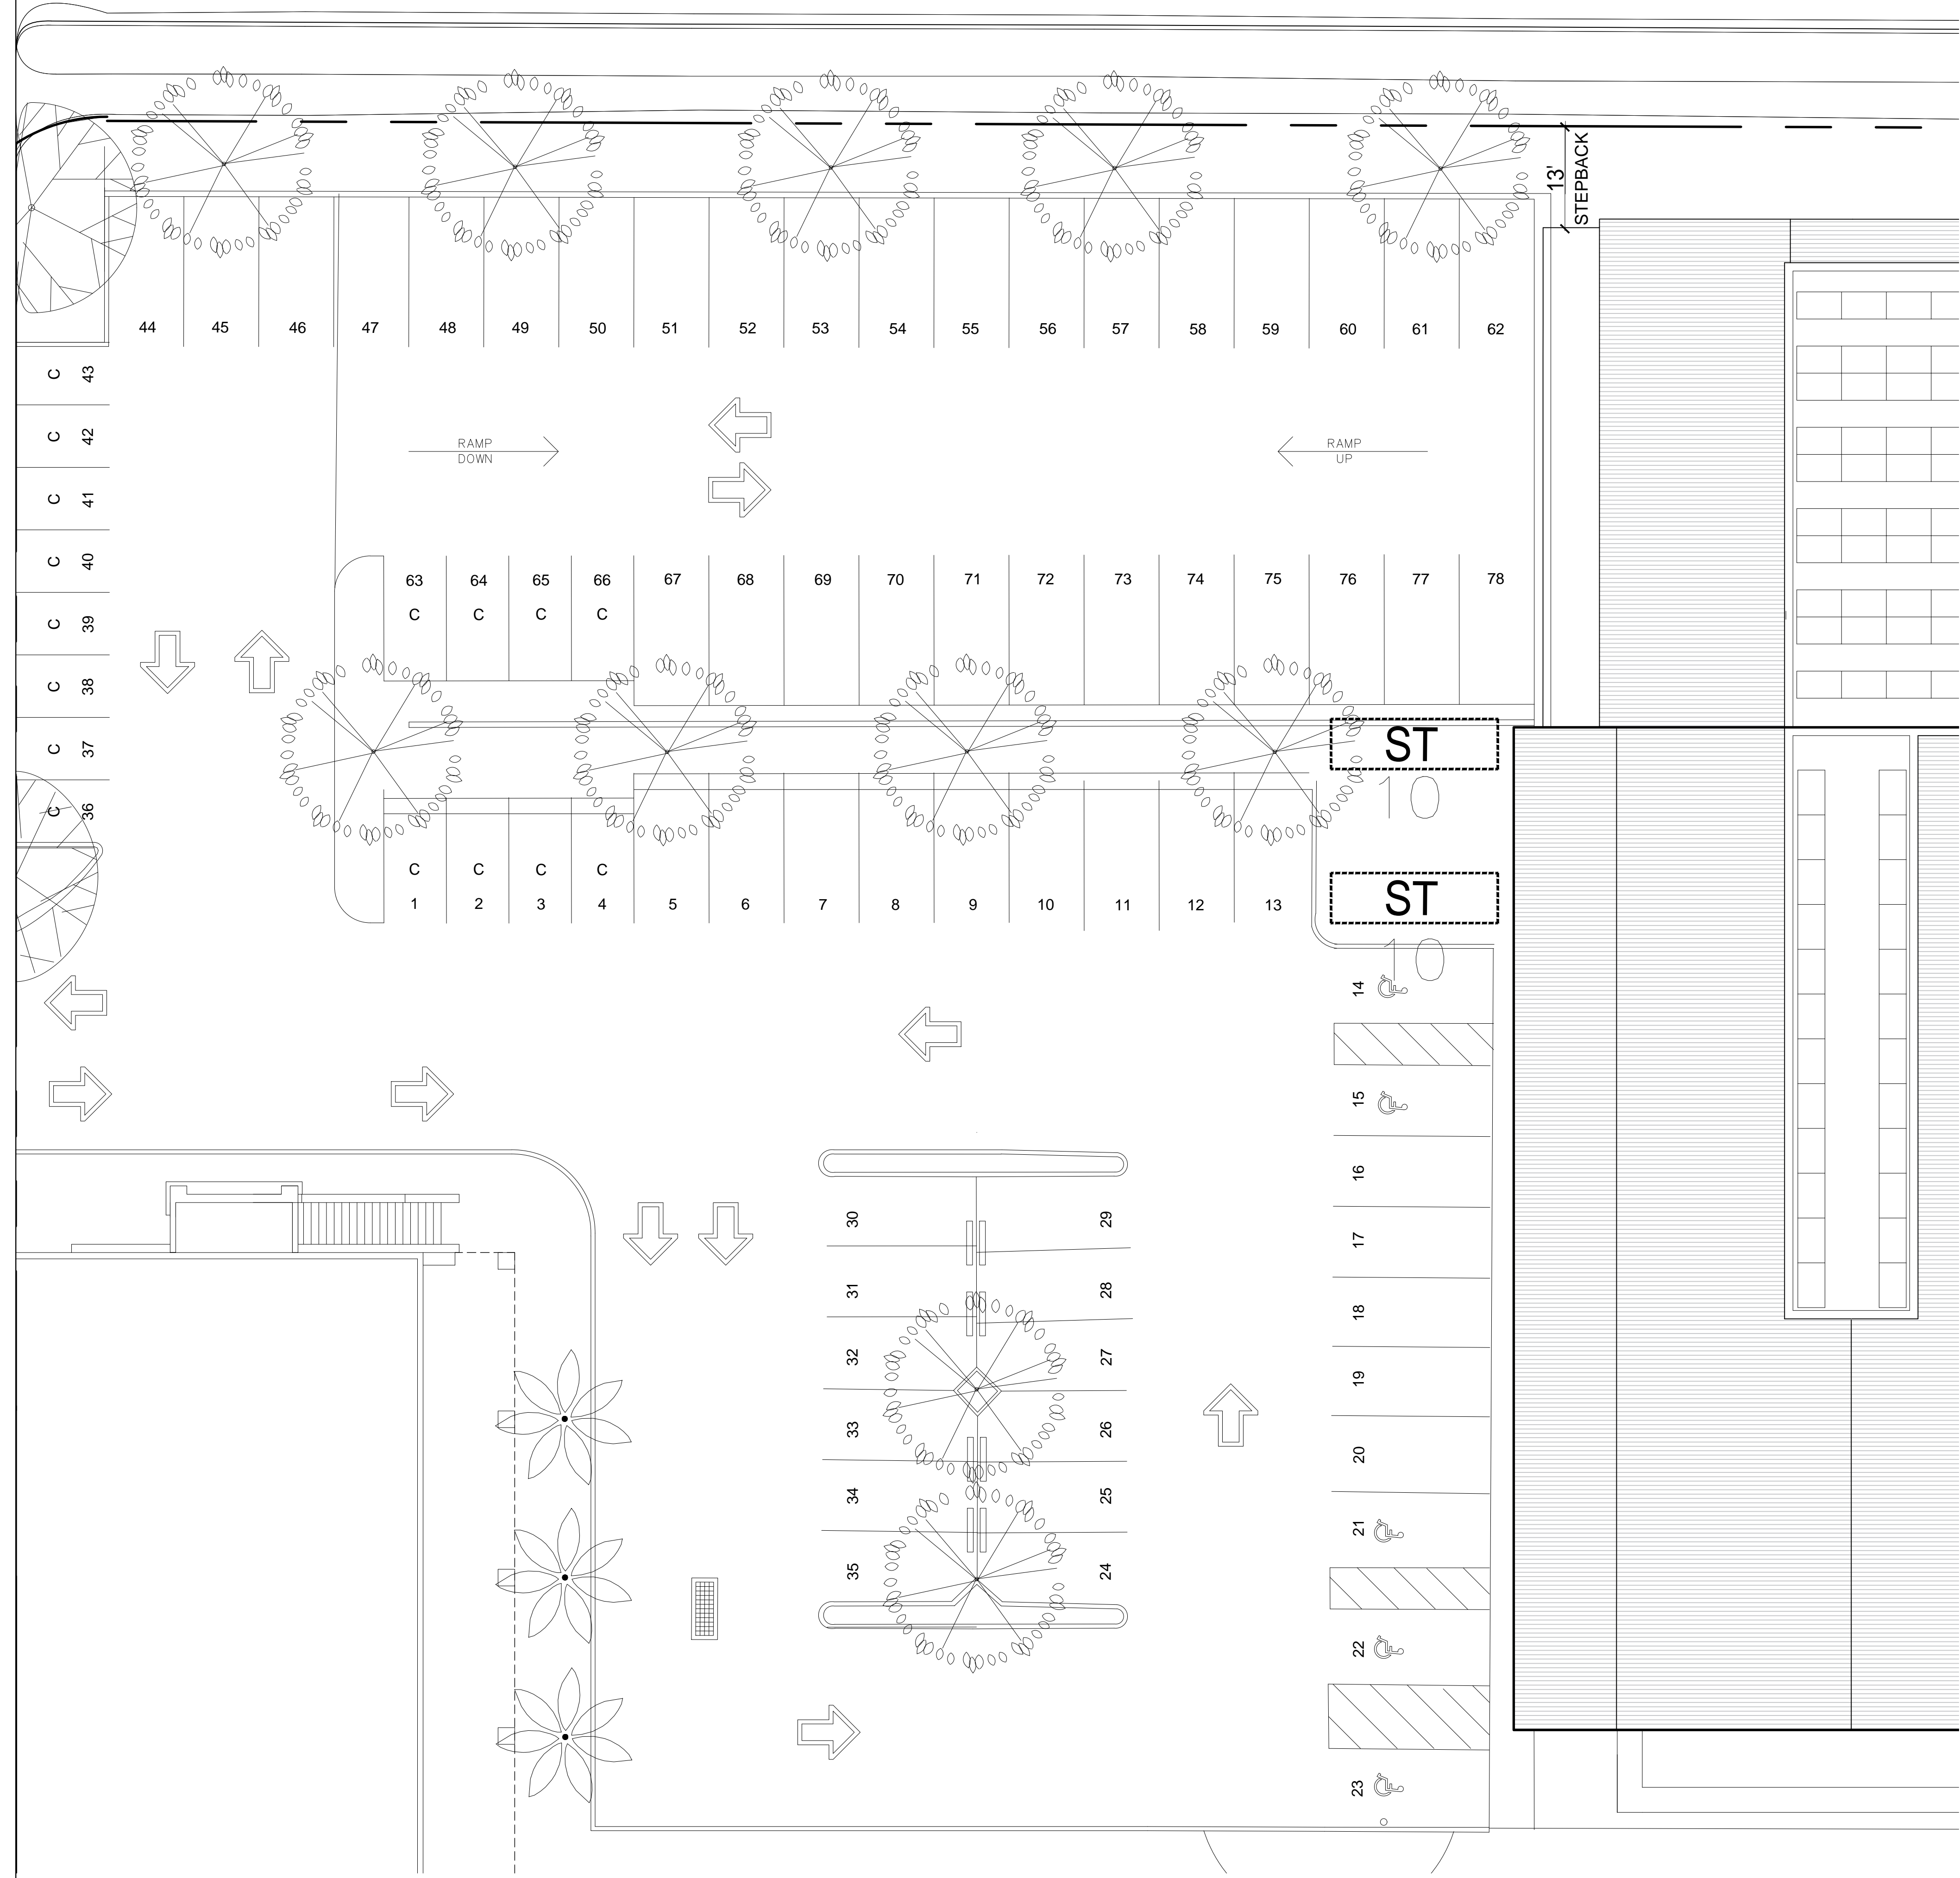 13'
STEPBACK
44 45 46 47 48 49 50 51 52 53 54 55 56 57 58 59 60 61 62
C 43
C 42
C 41
C 40
C 39
C 38
C 37
C 36
RAMP
DOWN
RAMP
UP
63 64 65 66 67 68 69 70 71 72 73 74 75 76 77 78
C C C C
ST
10
C C C C
1 2 3 4 5 6 7 8 9 10 11 12 13
ST
10
14
15
16
17
18
19
20
21
22
23
30 29
31 28
32 27
33 26
34 25
35 24